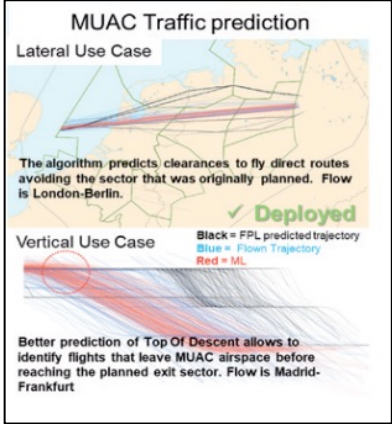 MUAC Traffic prediction
Lateral Use Case
The algorithm predicts clearances to fly direct routes
avoiding the sector that was originally planned. Flow
is London-Berlin.
✓ Deployed
Vertical Use Case
Black = FPL predicted trajectory
Blue = Flown Trajectory
Red = ML
Better prediction of Top Of Descent allows to
identify flights that leave MUAC airspace before
reaching the planned exit sector. Flow is Madrid-
Frankfurt